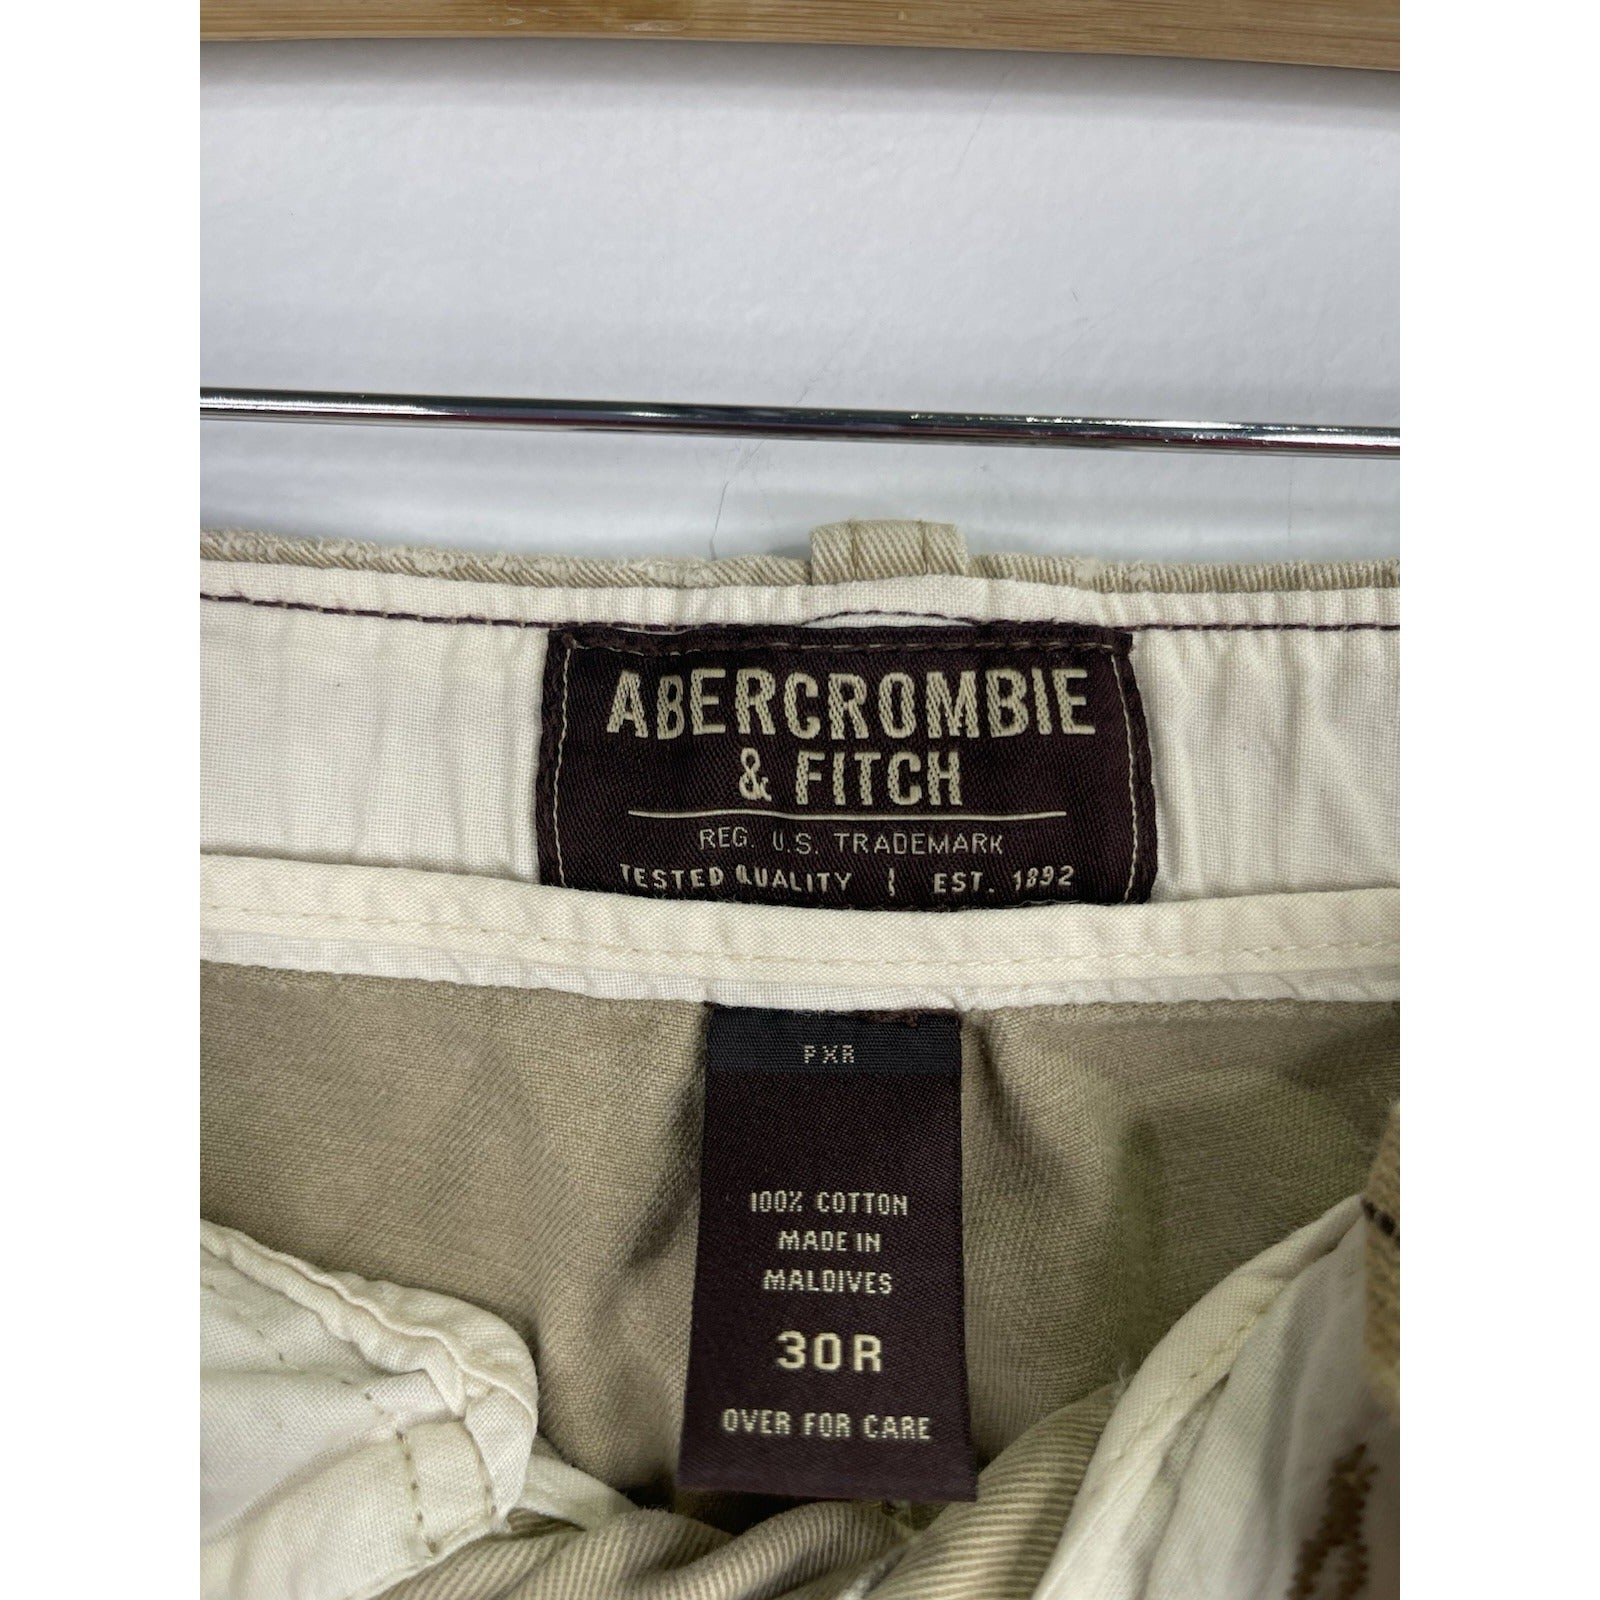 ABERCROMBIE
& FITCH
REG. U.S. TRADEMARK
TESTED QUALITY EST. 1892
PXR
100% COTTON
MADE IN
MALDIVES
30R
OVER FOR CARE